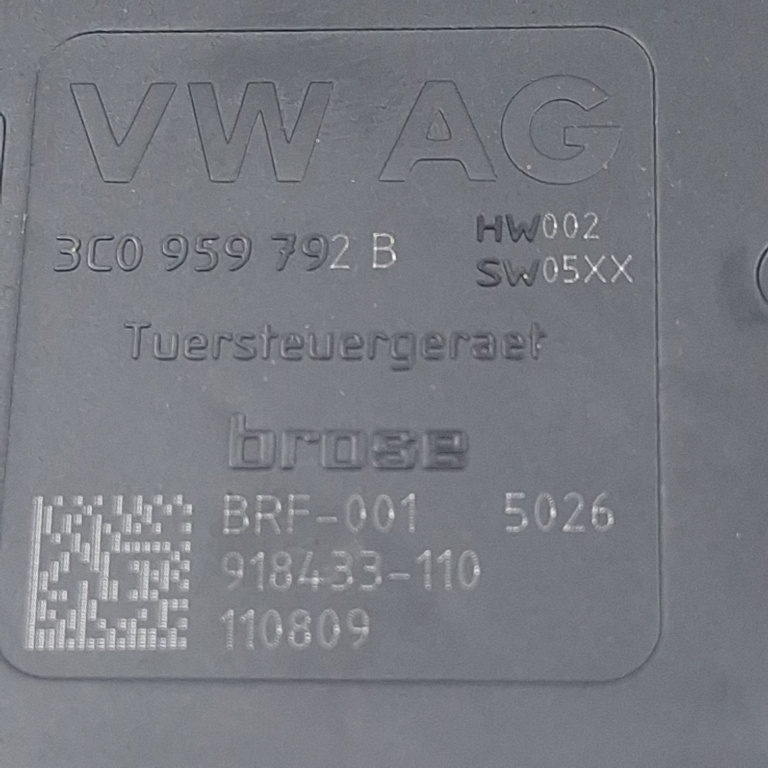 VW AG
3C0 959 792 B
HW002
SW05XX
Tuersteuergeraet
brose
BRF-001 5026
918433-110
110809